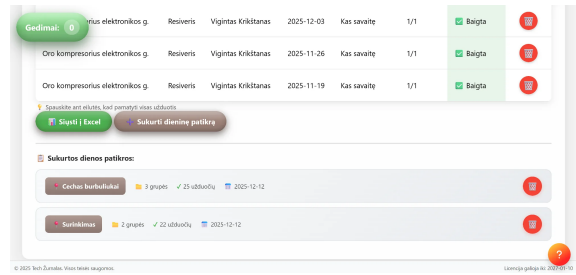 Gedimai: 0
Oro kompresorius elektronikos g. Resiveris Vigintas Krikštanas 2025-12-03 Kas savaitę 1/1 Baigta
Oro kompresorius elektronikos g. Resiveris Vigintas Krikštanas 2025-11-26 Kas savaitę 1/1 Baigta
Oro kompresorius elektronikos g. Resiveris Vigintas Krikštanas 2025-11-19 Kas savaitę 1/1 Baigta
Spauskite ant eilutės, kad pamatyti visas užduotis
Siųsti į Excel Sukurti dieninę patikrą
Sukurtos dienos patikros:
Cechas burbuliukai 3 grupės ✓ 25 užduočių 2025-12-12
Surinkimas 2 grupės ✓ 22 užduočių 2025-12-12
?
© 2025 Tech Žurnalas. Visos teisės saugomos. Licencija galioja iki: 2027-01-10